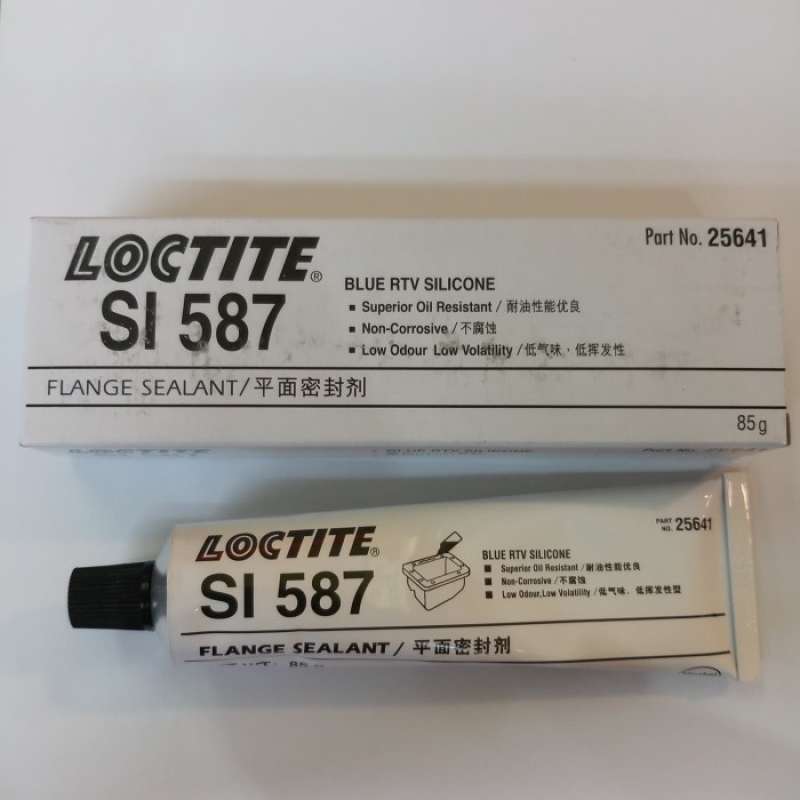 LOCTITE®
SI 587
BLUE RTV SILICONE
▪ Superior Oil Resistant / 耐油性能优良
▪ Non-Corrosive / 不腐蚀
▪ Low Odour Low Volatility / 低气味﹑低挥发性
Part No. 25641
FLANGE SEALANT/平面密封剂
85g
BLUE RTV SILICONE
LOCTITE®
SI 587
BLUE RTV SILICONE
▪ Superior Oil Resistant /耐油性能优良
▪ Non-Corrosive /不腐蚀
▪ Low Odour,Low Volatility /低气味﹑低挥发性型
PART NO. 25641
FLANGE SEALANT/ 平面密封剂